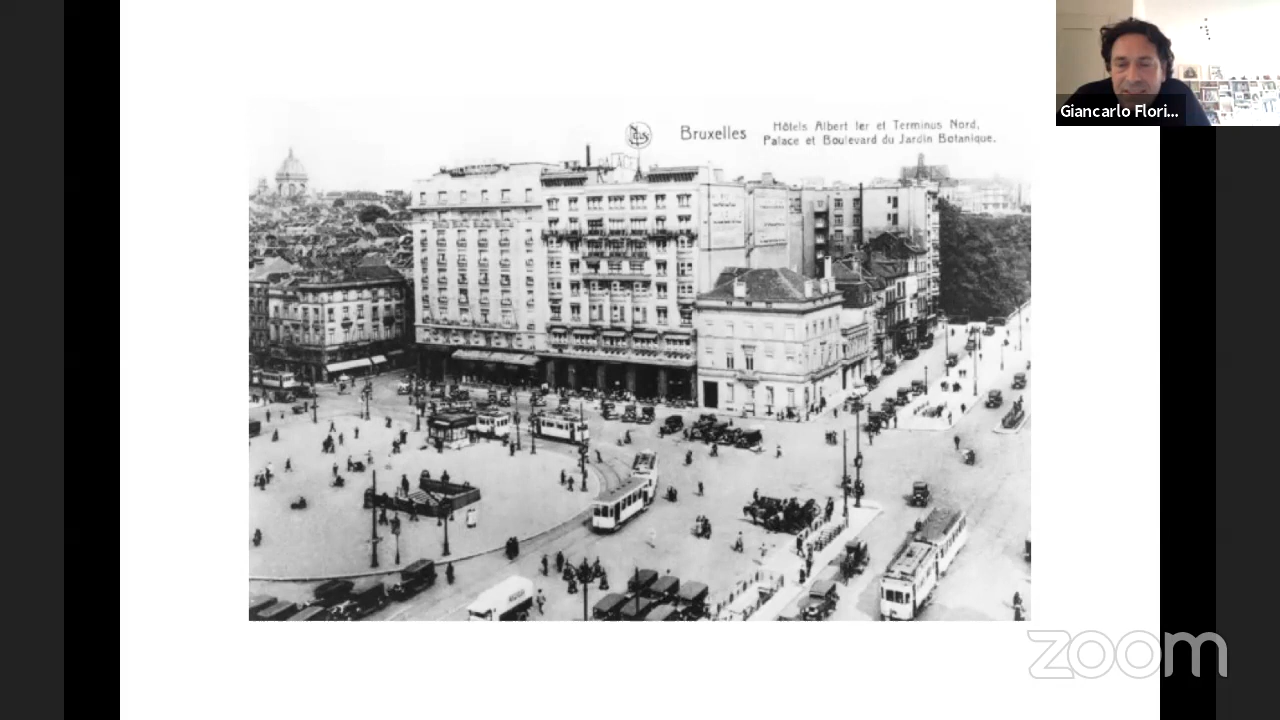 Giancarlo Flori...
Bruxelles
Hôtels Albert Ier et Terminus Nord,
Palace et Boulevard du Jardin Botanique.
zoom